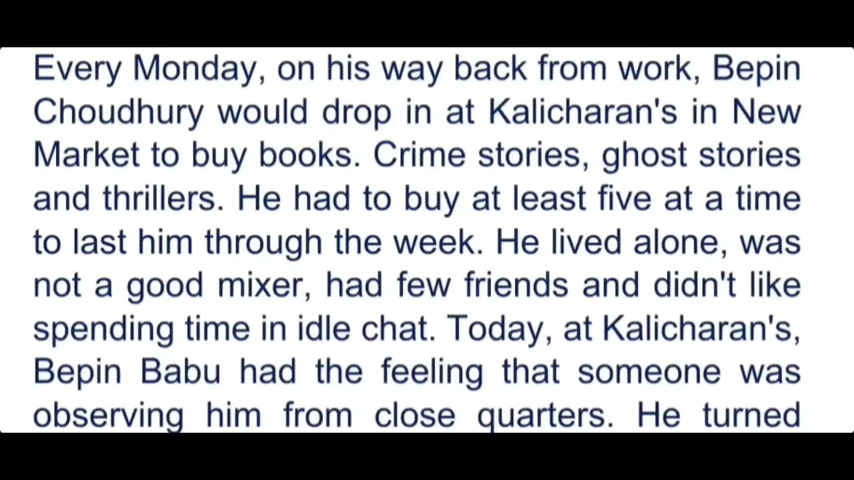 Every Monday, on his way back from work, Bepin
Choudhury would drop in at Kalicharan's in New
Market to buy books. Crime stories, ghost stories
and thrillers. He had to buy at least five at a time
to last him through the week. He lived alone, was
not a good mixer, had few friends and didn't like
spending time in idle chat. Today, at Kalicharan's,
Bepin Babu had the feeling that someone was
observing him from close quarters. He turned